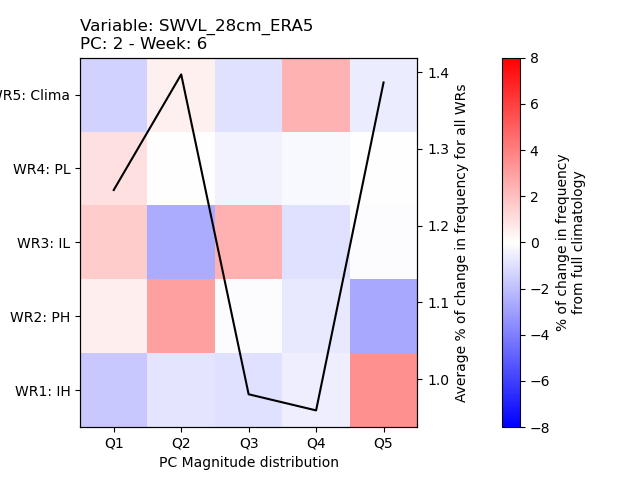 Variable: SWVL_28cm_ERA5
PC: 2 - Week: 6
WR5: Clima
WR4: PL
WR3: IL
WR2: PH
WR1: IH
Q1 Q2 Q3 Q4 Q5
PC Magnitude distribution
1.4
1.3
1.2
1.1
1.0
Average % of change in frequency for all WRs
8
6
4
2
0
−2
−4
−6
−8
% of change in frequency
from full climatology